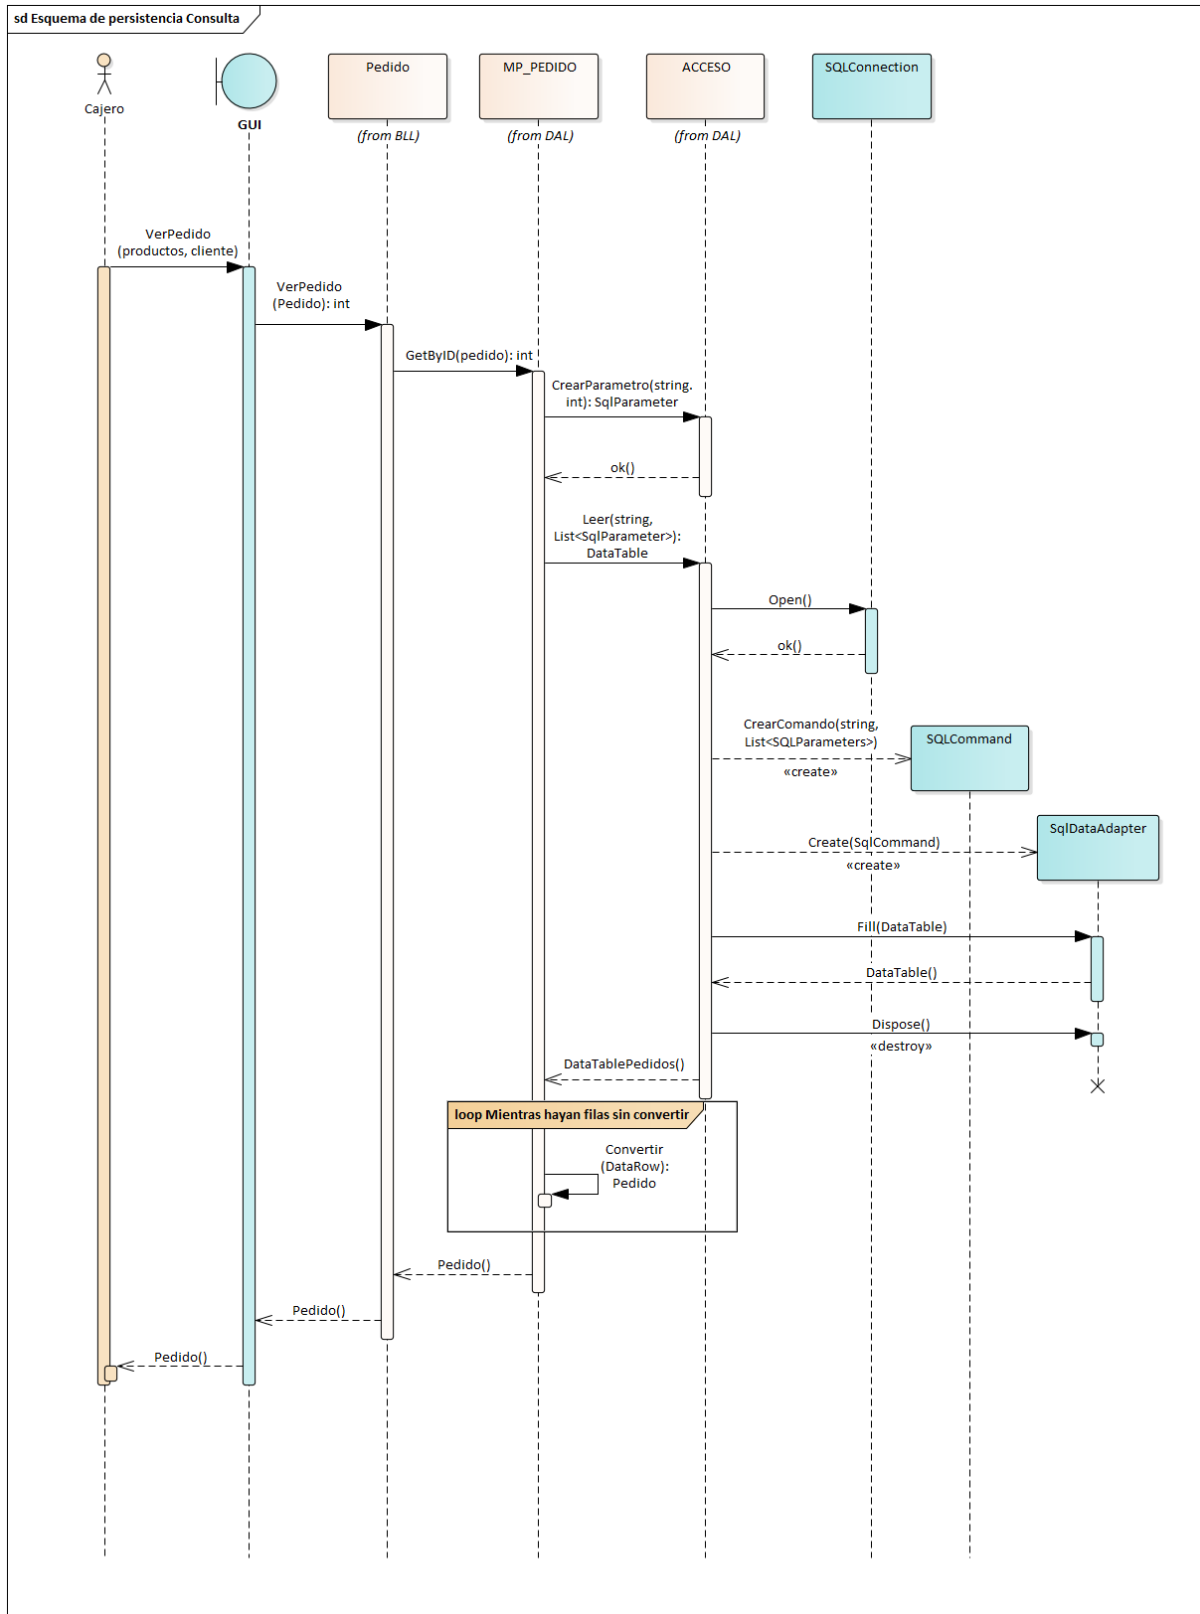 sd Esquema de persistencia Consulta
Cajero
GUI
Pedido
(from BLL)
MP_PEDIDO
(from DAL)
ACCESO
(from DAL)
SQLConnection
VerPedido
(productos, cliente)
VerPedido
(Pedido): int
GetByID(pedido): int
CrearParametro(string.
int): SqlParameter
ok()
Leer(string,
List<SqlParameter>):
DataTable
Open()
ok()
CrearComando(string,
List<SQLParameters>)
«create»
SQLCommand
SqlDataAdapter
Create(SqlCommand)
«create»
Fill(DataTable)
DataTable()
Dispose()
«destroy»
DataTablePedidos()
loop Mientras hayan filas sin convertir
Convertir
(DataRow):
Pedido
Pedido()
Pedido()
Pedido()